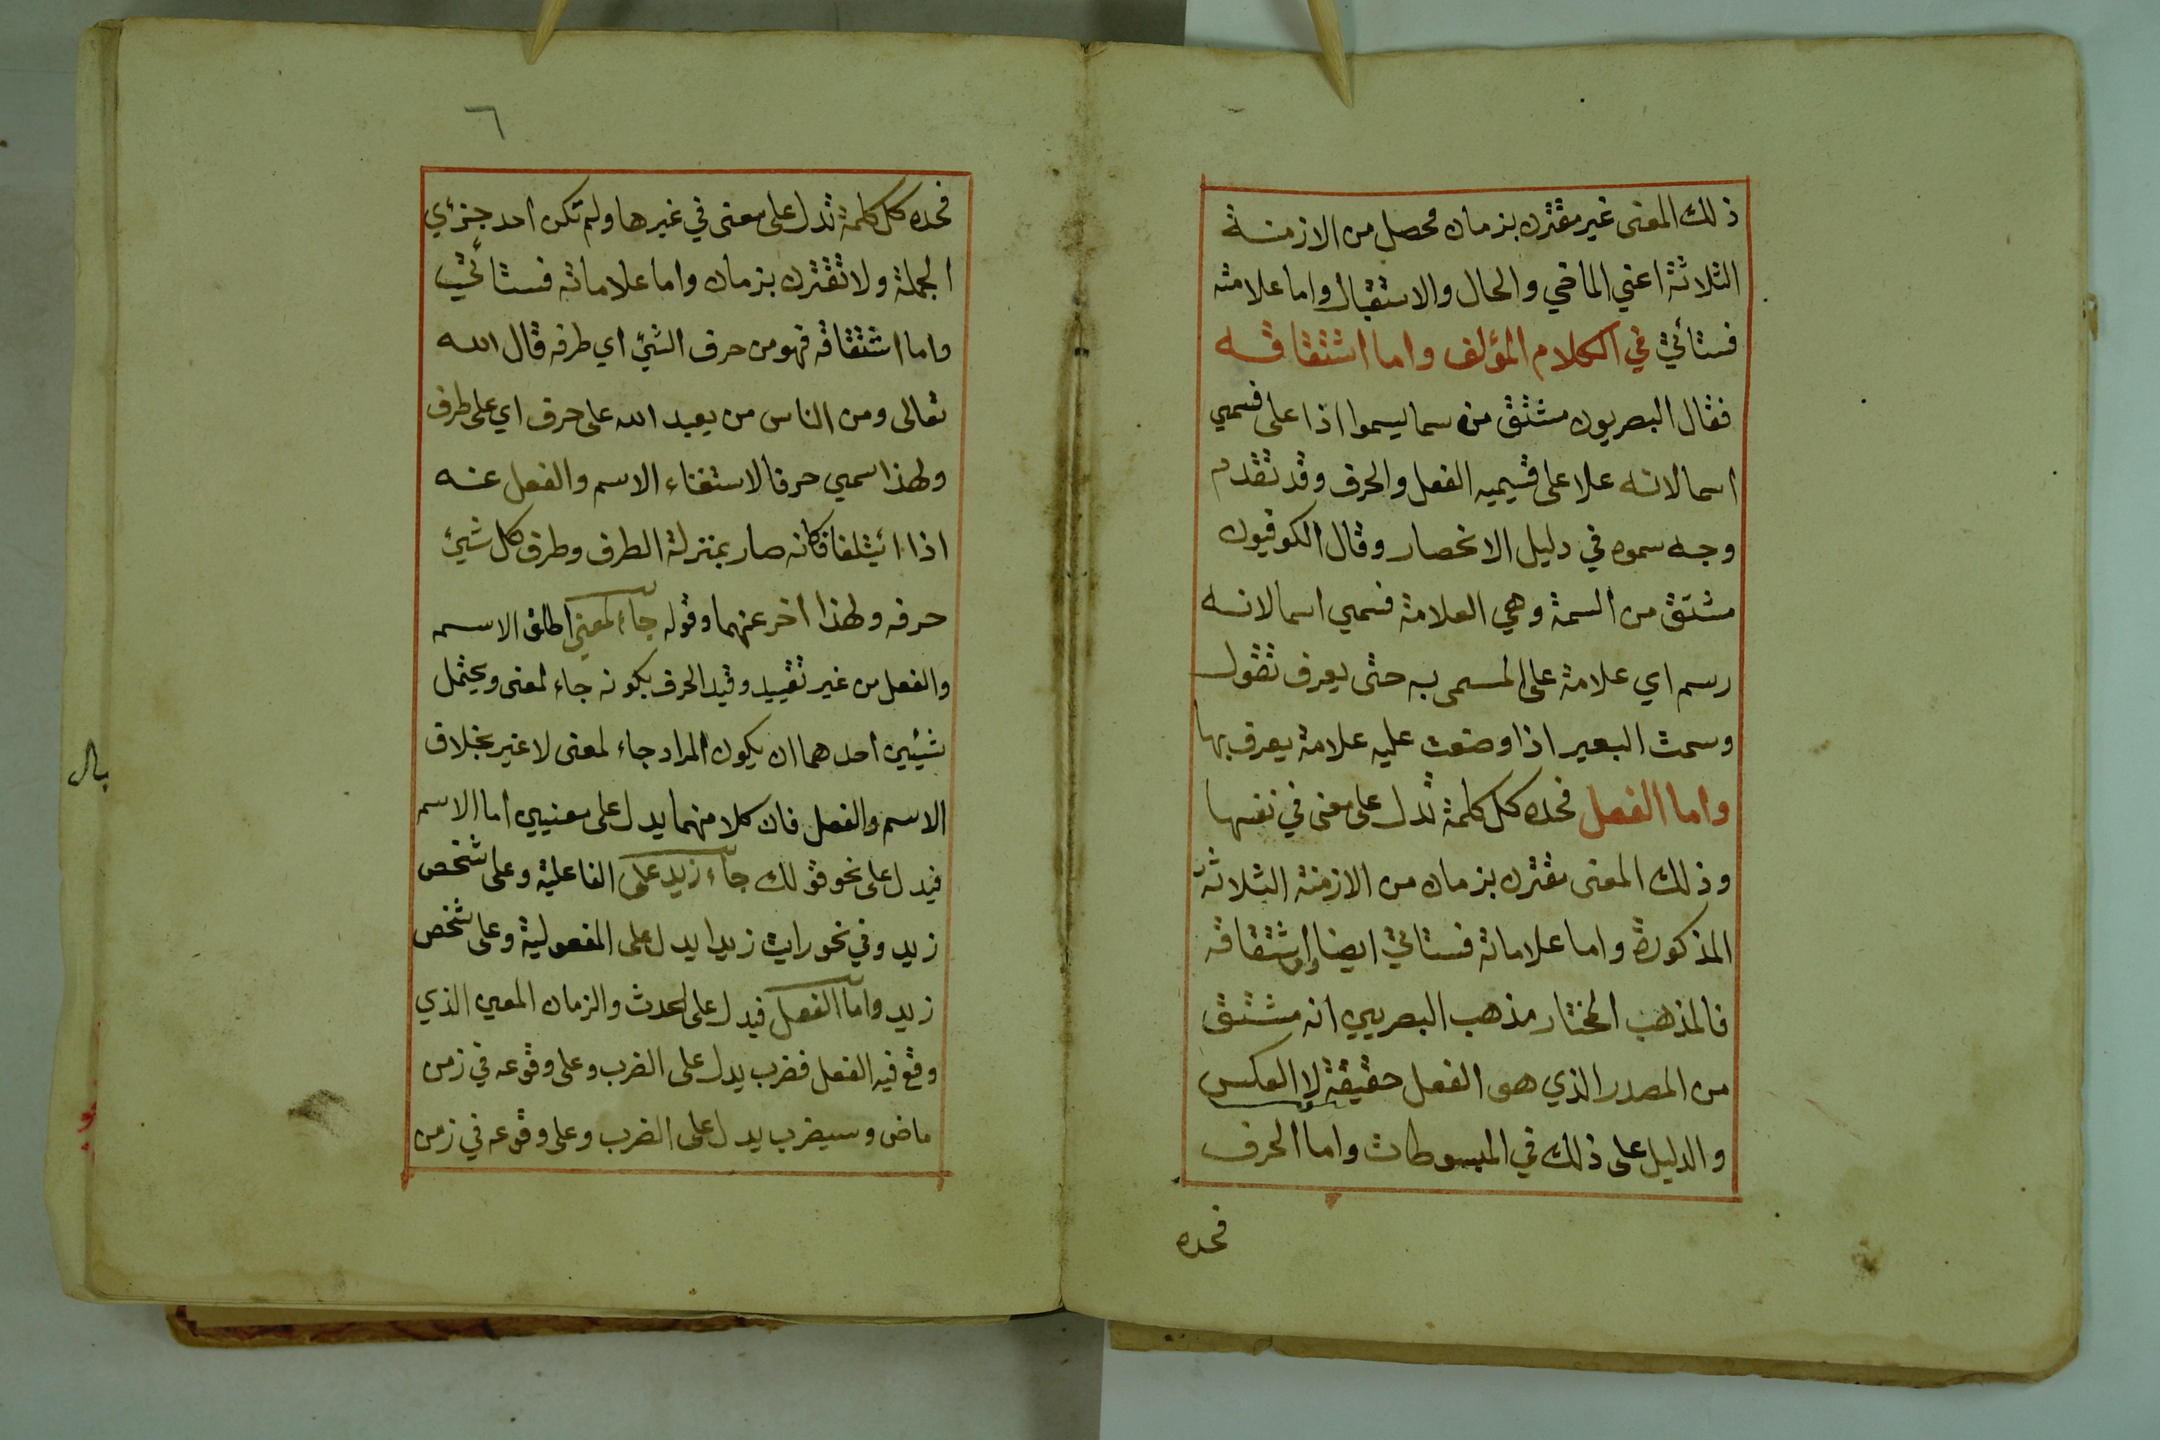 ذلك المعنى غير مقترن بزمان محصل من الازمنة
الثلاثة اعني الماضي والحال والاستقبال واما علامته
فستأتي في الكلام المؤلف واما اشتقاقه
فقال البصريون مشتق من سما يسموا اذا على فسمي
اسما لانه علا على قسيميه الفعل والحرف وقد تقدم
وجه سموه في دليل الانحصار وقال الكوفيون
مشتق من السمة وهي العلامة فسمي اسما لانه
رسم اي علامة على المسمى به حتى يعرف تقول
وسمت البعير اذا وضعت عليه علامة يعرف بها
واما الفعل فحده كل كلمة تدل على معنى في نفسها
وذلك المعنى مقترن بزمان من الازمنة الثلاثة
المذكورة واما علاماته فستاتي ايضا واما اشتقاقه
فالمذهب المختار مذهب البصريين انه مشتق
من المصدر الذي هو الفعل حقيقة لا العكس
والدليل على ذلك في المبسوطات واما الحرف
فحده
٦
فحده كل كلمة تدل على معنى في غيرها ولم تكن احد جزئي
الجملة ولا تقترن بزمان واما علاماته فستأتي
واما اشتقاقه فهو من حرف الشيئ اي طرفه قال الله
تعالى ومن الناس من يعبد الله على حرف اي على طرف
ولهذا سمي حرفا لاستغناء الاسم والفعل عنه
اذا ائيتلفا فكانه صار بمنزلة الطرف وطرف كل شيئ
حرفه ولهذا اخر عنهما وقوله جاء لمعنى اطلق الاسم
والفعل من غير تقييد وقيد الحرف بكونه جاء لمعنى ويحتمل
شيئين احدهما ان يكون المراد جاء لمعنى لا غير بخلاف
الاسم والفعل فان كلا منهما يدل على معنيين اما الاسم
فيدل على نحو قولك جاء زيد على الفاعلية وعلى شخص
زيد وفي نحو رايت زيدا يدل على المفعولية وعلى شخص
زيد واما الفعل فيدل على الحدث والزمان المعين الذي
وقع فيه الفعل فضرب يدل على الضرب وعلى وقوعه في زمن
ماض وسيضرب يدل على الضرب وعلى وقوعه في زمن